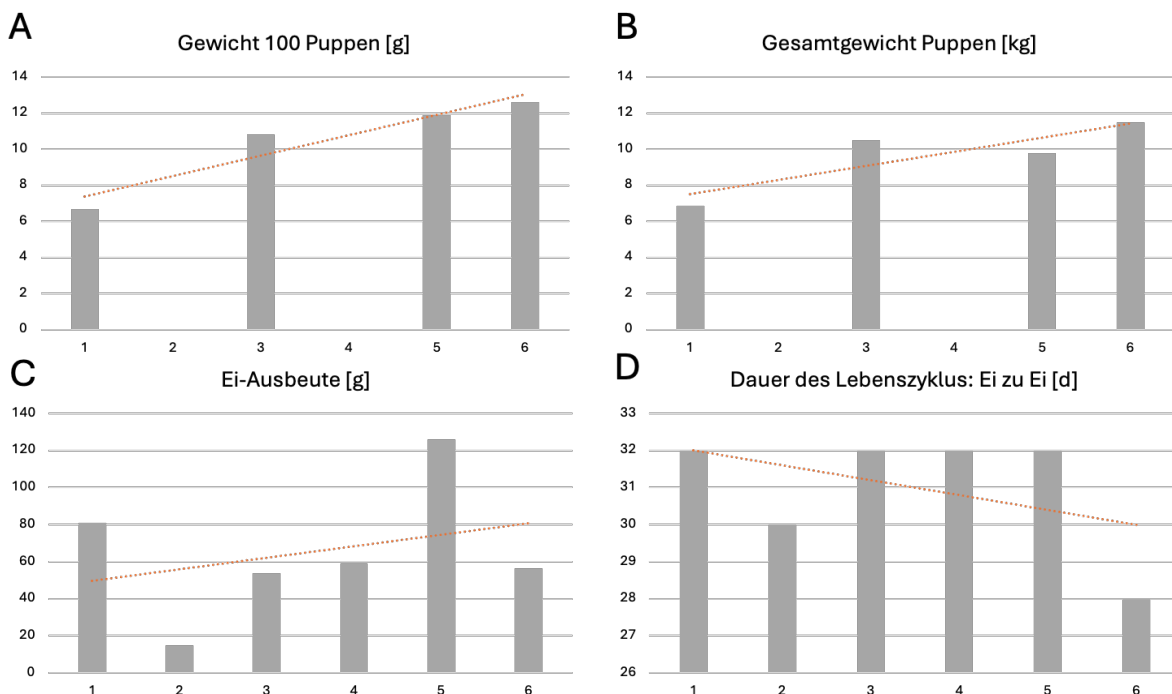 A
Gewicht 100 Puppen [g]
14
12
10
8
6
4
2
0
1 2 3 4 5 6
B
Gesamtgewicht Puppen [kg]
14
12
10
8
6
4
2
0
1 2 3 4 5 6
C
Ei-Ausbeute [g]
140
120
100
80
60
40
20
0
1 2 3 4 5 6
D
Dauer des Lebenszyklus: Ei zu Ei [d]
33
32
31
30
29
28
27
26
1 2 3 4 5 6